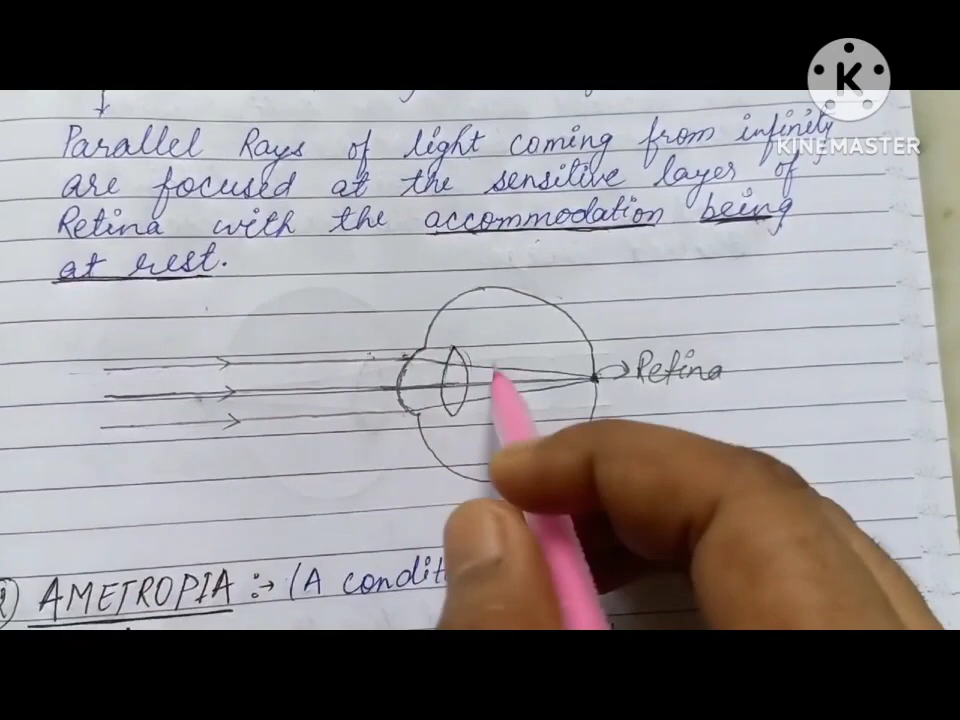 K
KINEMASTER
Parallel Rays of light coming from infinity
are focused at the sensitive layer of
Retina with the accommodation being
at rest.
Retina
2) AMETROPIA :→ (A condit